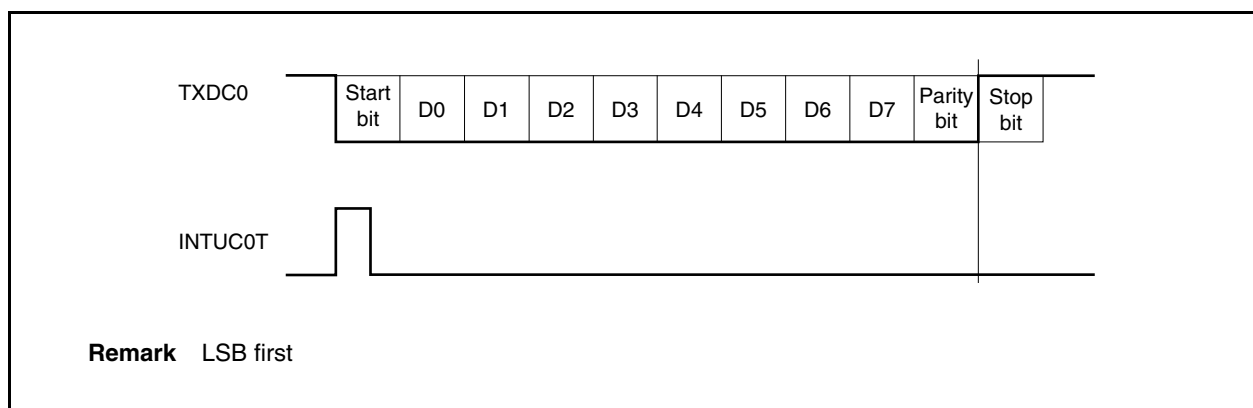 TXDC0
Start bit
D0
D1
D2
D3
D4
D5
D6
D7
Parity bit
Stop bit
INTUC0T
Remark LSB first